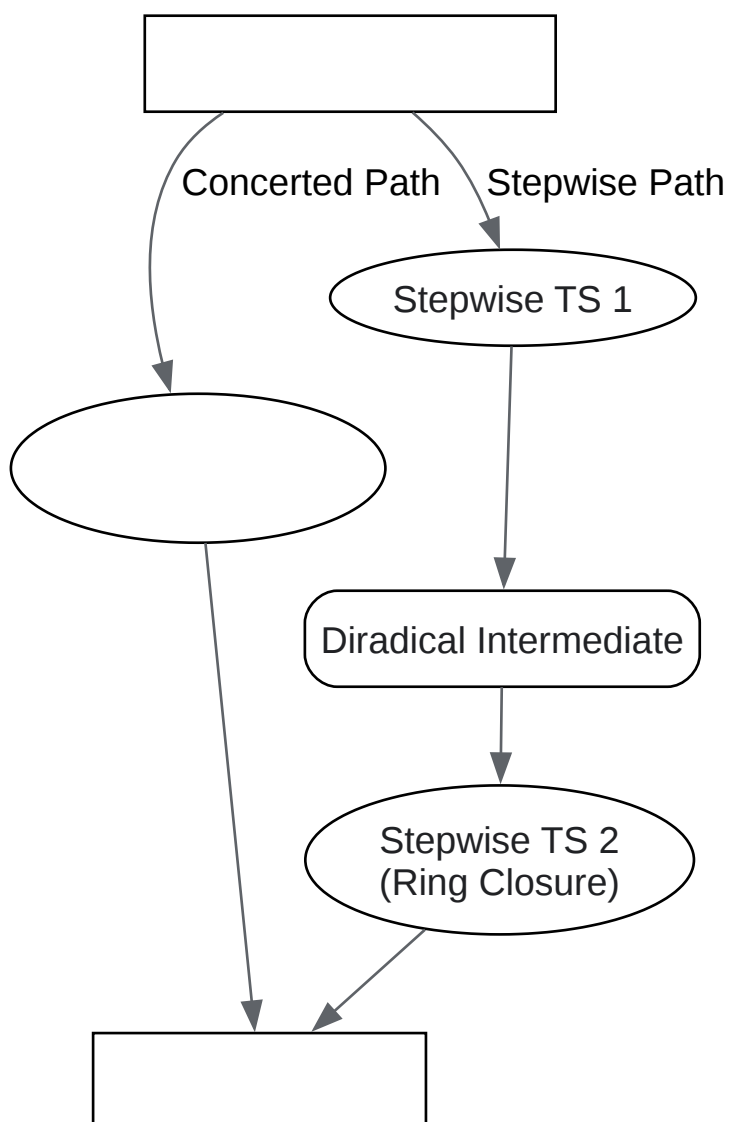 Concerted Path
Stepwise Path
Stepwise TS 1
Diradical Intermediate
Stepwise TS 2
(Ring Closure)